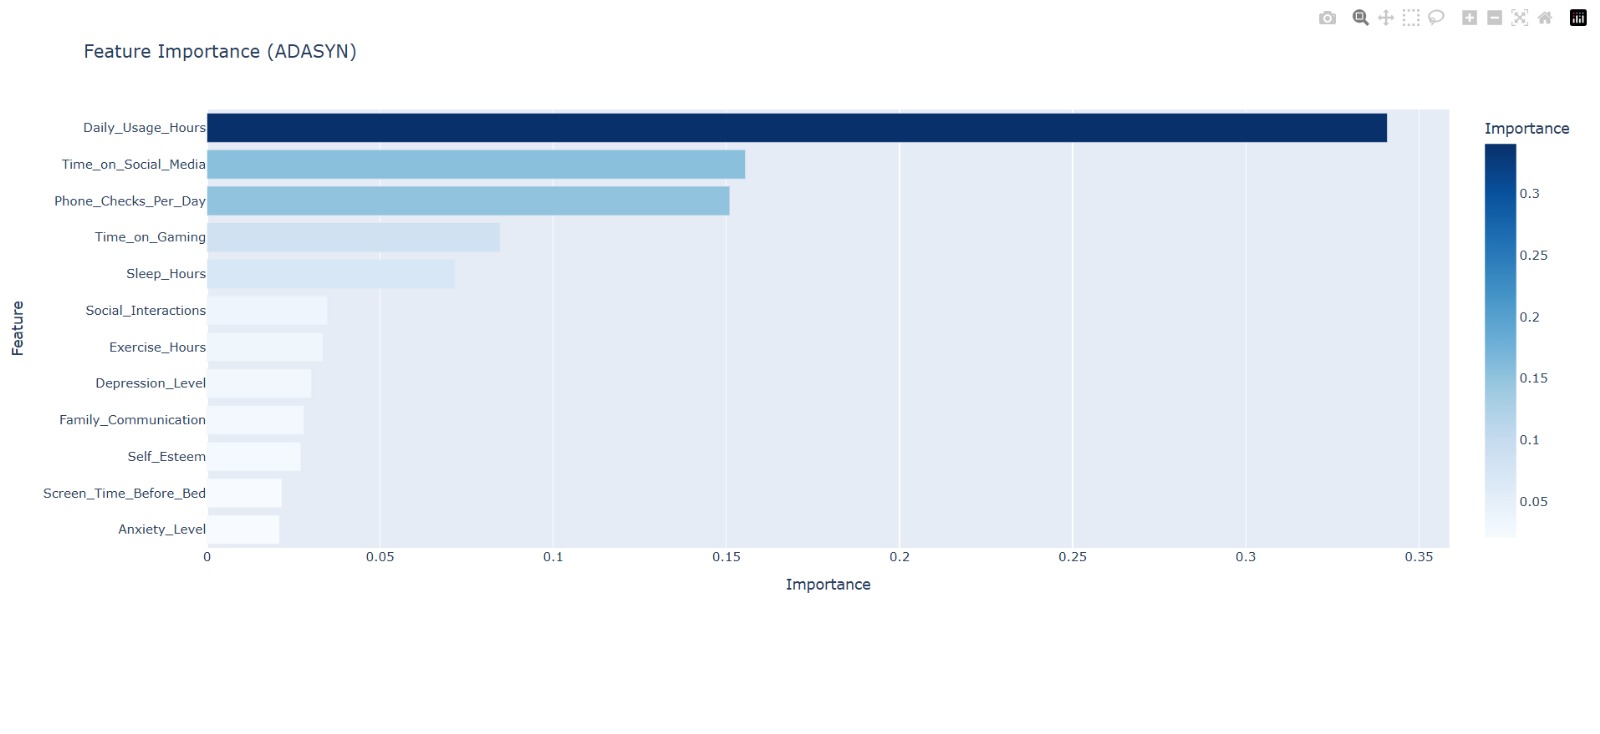 Feature Importance (ADASYN)
Feature
Daily_Usage_Hours
Time_on_Social_Media
Phone_Checks_Per_Day
Time_on_Gaming
Sleep_Hours
Social_Interactions
Exercise_Hours
Depression_Level
Family_Communication
Self_Esteem
Screen_Time_Before_Bed
Anxiety_Level
0 0.05 0.1 0.15 0.2 0.25 0.3 0.35
Importance
Importance
0.3
0.25
0.2
0.15
0.1
0.05